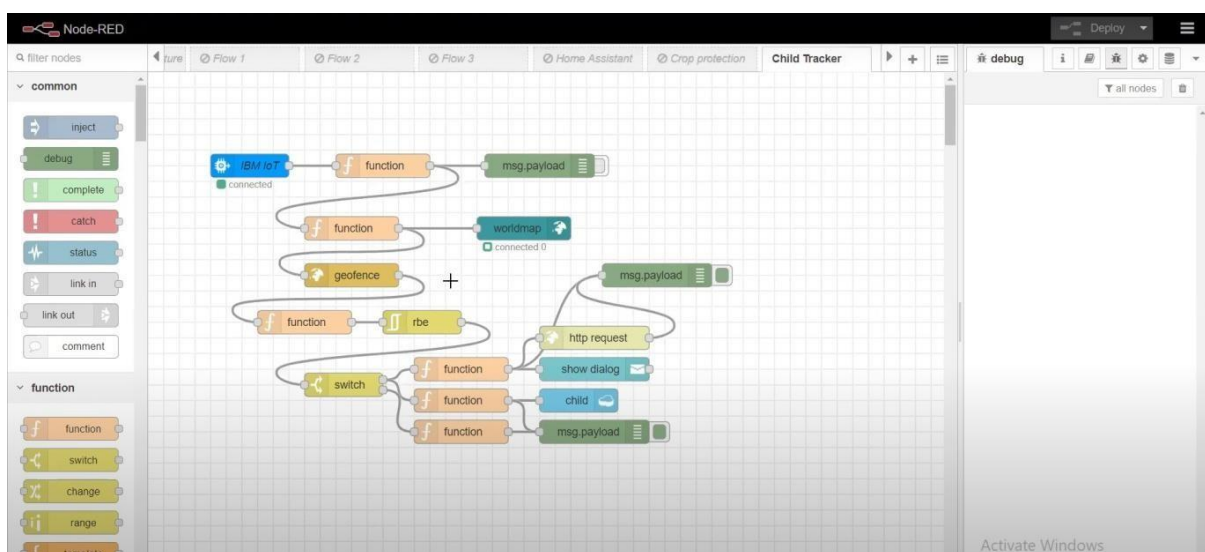 Node-RED
Deploy
filter nodes
ture
Flow 1
Flow 2
Flow 3
Home Assistant
Crop protection
Child Tracker
debug
i
all nodes
common
inject
debug
complete
catch
status
link in
link out
comment
function
function
switch
change
range
IBM IoT
connected
function
msg.payload
function
worldmap
connected 0
geofence
msg.payload
function
rbe
http request
switch
function
show dialog
function
child
function
msg.payload
Activate Windows